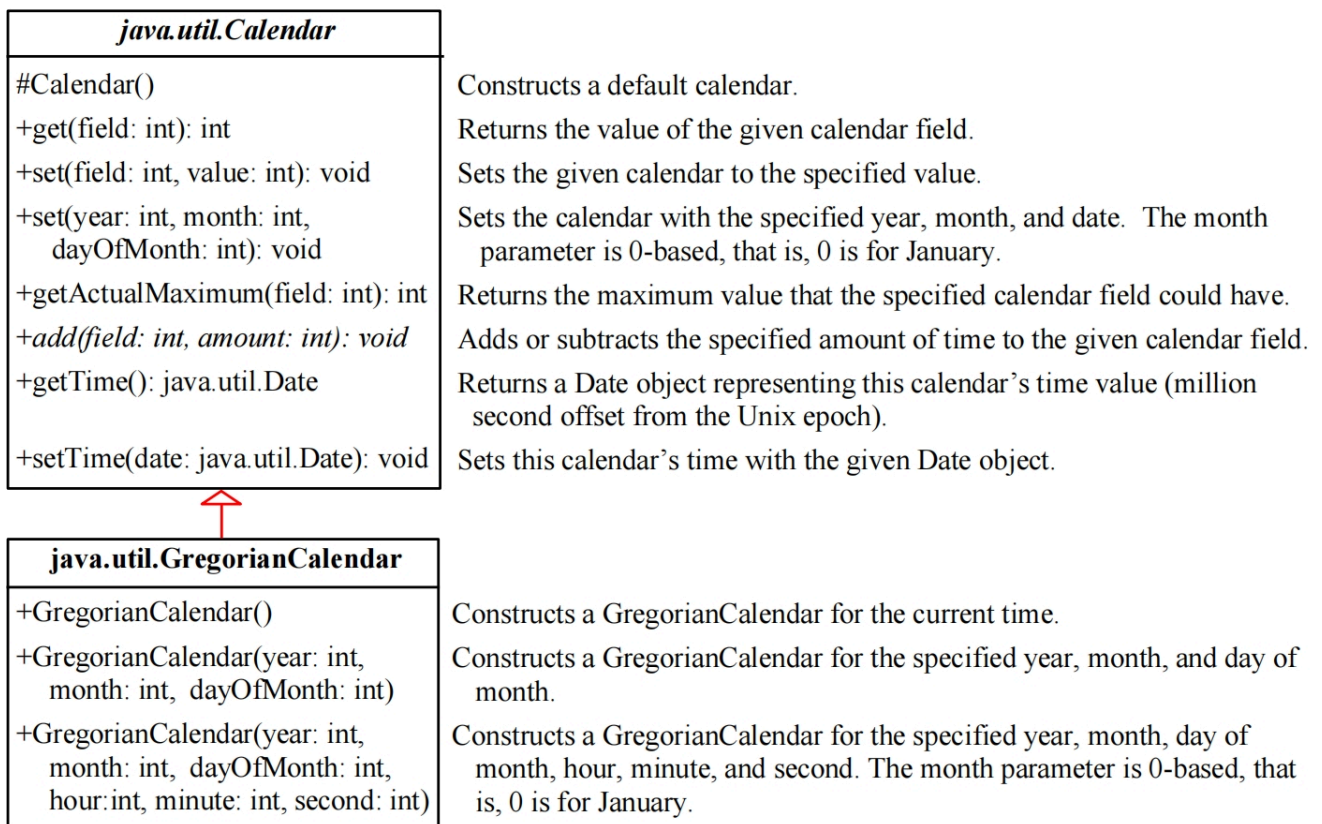 java.util.Calendar
#Calendar()
Constructs a default calendar.
+get(field: int): int
Returns the value of the given calendar field.
+set(field: int, value: int): void
Sets the given calendar to the specified value.
+set(year: int, month: int,
dayOfMonth: int): void
Sets the calendar with the specified year, month, and date. The month
parameter is 0-based, that is, 0 is for January.
+getActualMaximum(field: int): int
Returns the maximum value that the specified calendar field could have.
+add(field: int, amount: int): void
Adds or subtracts the specified amount of time to the given calendar field.
+getTime(): java.util.Date
Returns a Date object representing this calendar’s time value (million
second offset from the Unix epoch).
+setTime(date: java.util.Date): void
Sets this calendar’s time with the given Date object.
java.util.GregorianCalendar
+GregorianCalendar()
Constructs a GregorianCalendar for the current time.
+GregorianCalendar(year: int,
month: int, dayOfMonth: int)
Constructs a GregorianCalendar for the specified year, month, and day of
month.
+GregorianCalendar(year: int,
month: int, dayOfMonth: int,
hour:int, minute: int, second: int)
Constructs a GregorianCalendar for the specified year, month, day of
month, hour, minute, and second. The month parameter is 0-based, that
is, 0 is for January.